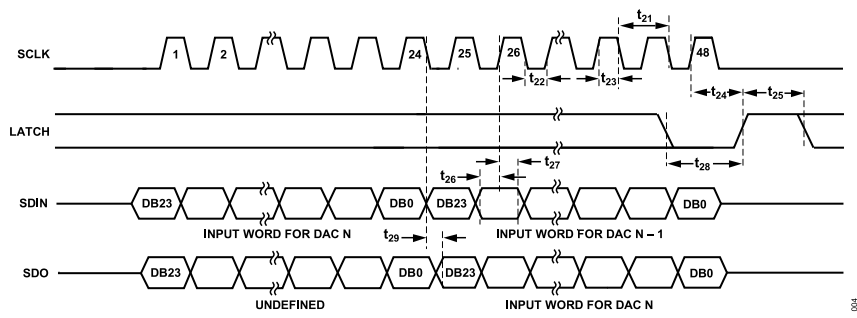 t21
SCLK 1 2 24 25 26 48
t22 t23 t24 t25
LATCH
t27 t28
t26
SDIN DB23 DB0 DB23 DB0
INPUT WORD FOR DAC N INPUT WORD FOR DAC N – 1
t29
SDO DB23 DB0 DB23 DB0
UNDEFINED INPUT WORD FOR DAC N
004